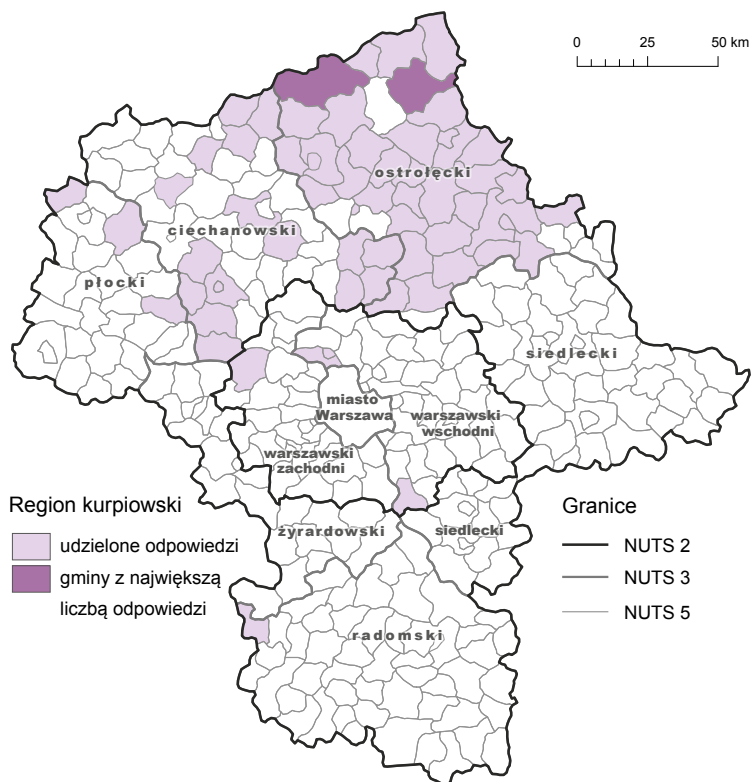 0 25 50 km
ostrołęcki
ciechanowski
płocki
siedlecki
miasto
Warszawa
warszawski
wschodni
warszawski
zachodni
żyrardowski
siedlecki
radomski
Region kurpiowski
udzielone odpowiedzi
gminy z największą
liczbą odpowiedzi
Granice
NUTS 2
NUTS 3
NUTS 5